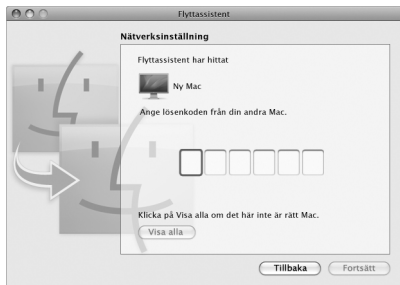 Flyttassistent
Nätverksinställning
Flyttassistent har hittat
Ny Mac
Ange lösenkoden från din andra Mac.
Klicka på Visa alla om det här inte är rätt Mac.
Visa alla
Tillbaka
Fortsätt